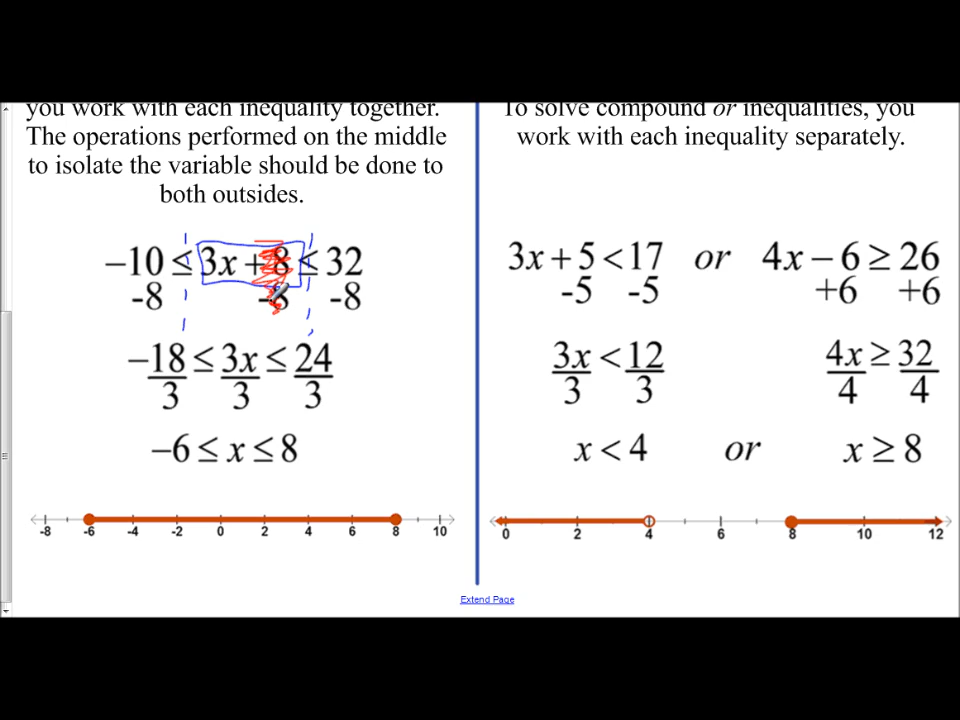 you work with each inequality together.
The operations performed on the middle
to isolate the variable should be done to
both outsides.
−10 ≤ 3x + 8 ≤ 32
-8 -8 -8
−18/3 ≤ 3x/3 ≤ 24/3
−6 ≤ x ≤ 8
-8 -6 -4 -2 0 2 4 6 8 10
To solve compound or inequalities, you
work with each inequality separately.
3x + 5 < 17 or 4x − 6 ≥ 26
-5 -5 +6 +6
3x/3 < 12/3 4x/4 ≥ 32/4
x < 4 or x ≥ 8
0 2 4 6 8 10 12
Extend Page